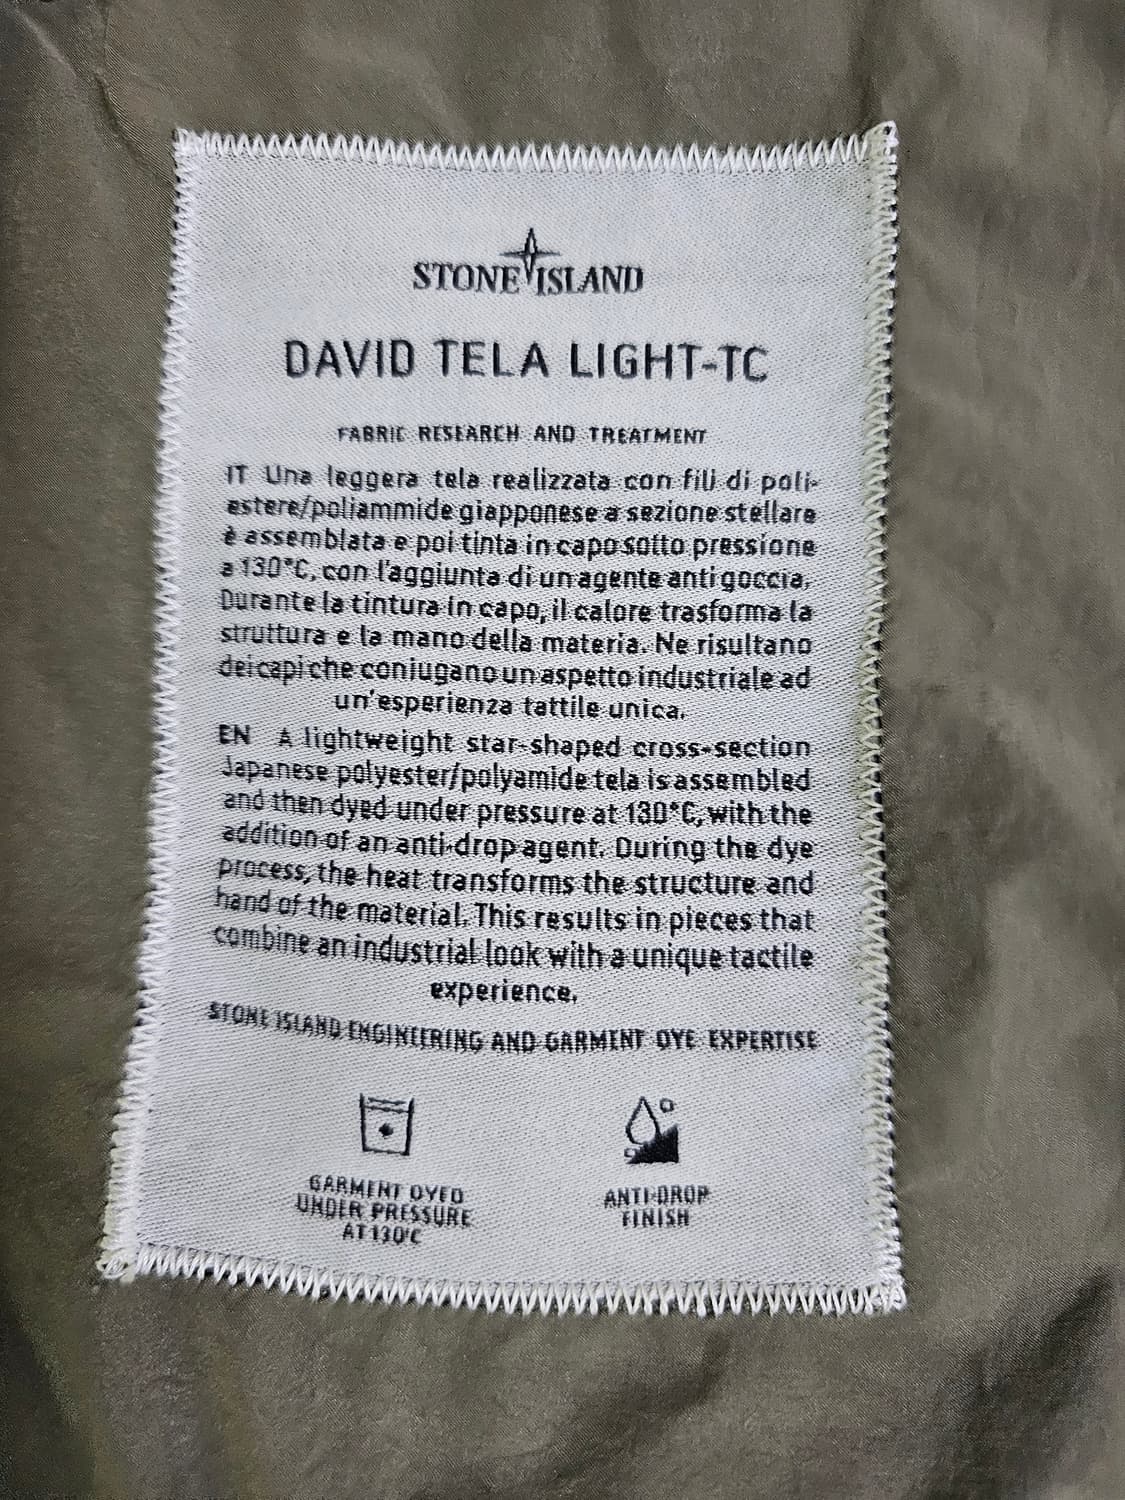 STONE ISLAND
DAVID TELA LIGHT-TC
FABRIC RESEARCH AND TREATMENT
IT Una leggera tela realizzata con fili di poli-
estere/poliammide giapponese a sezione stellare
è assemblata e poi tinta in capo sotto pressione
a 130°C, con l'aggiunta di un agente anti goccia.
Durante la tintura in capo, il calore trasforma la
struttura e la mano della materia. Ne risultano
dei capi che coniugano un aspetto industriale ad
un'esperienza tattile unica.
EN A lightweight star-shaped cross-section
Japanese polyester/polyamide tela is assembled
and then dyed under pressure at 130°C, with the
addition of an anti-drop agent. During the dye
process, the heat transforms the structure and
hand of the material. This results in pieces that
combine an industrial look with a unique tactile
experience.
STONE ISLAND ENGINEERING AND GARMENT DYE EXPERTISE
GARMENT DYED
UNDER PRESSURE
AT 130°C
ANTI-DROP
FINISH